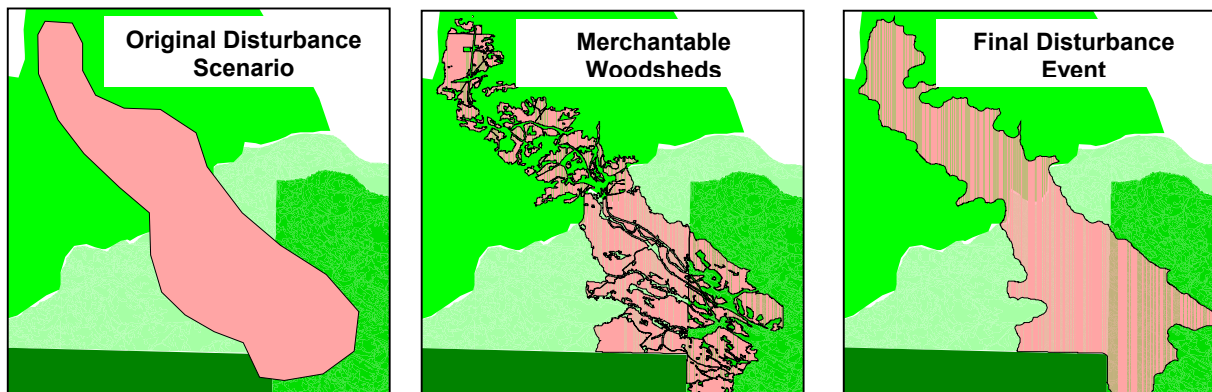 Original Disturbance
Scenario
Merchantable
Woodsheds
Final Disturbance
Event